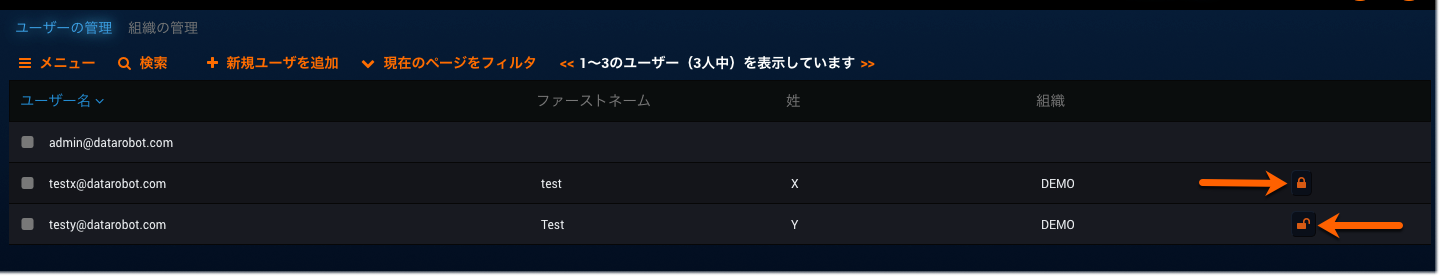 ユーザーの管理 組織の管理
メニュー 検索 新規ユーザを追加 現在のページをフィルタ << 1〜3のユーザー（3人中）を表示しています >>
ユーザー名 ファーストネーム 姓 組織
admin@datarobot.com
testx@datarobot.com test X DEMO
testy@datarobot.com Test Y DEMO